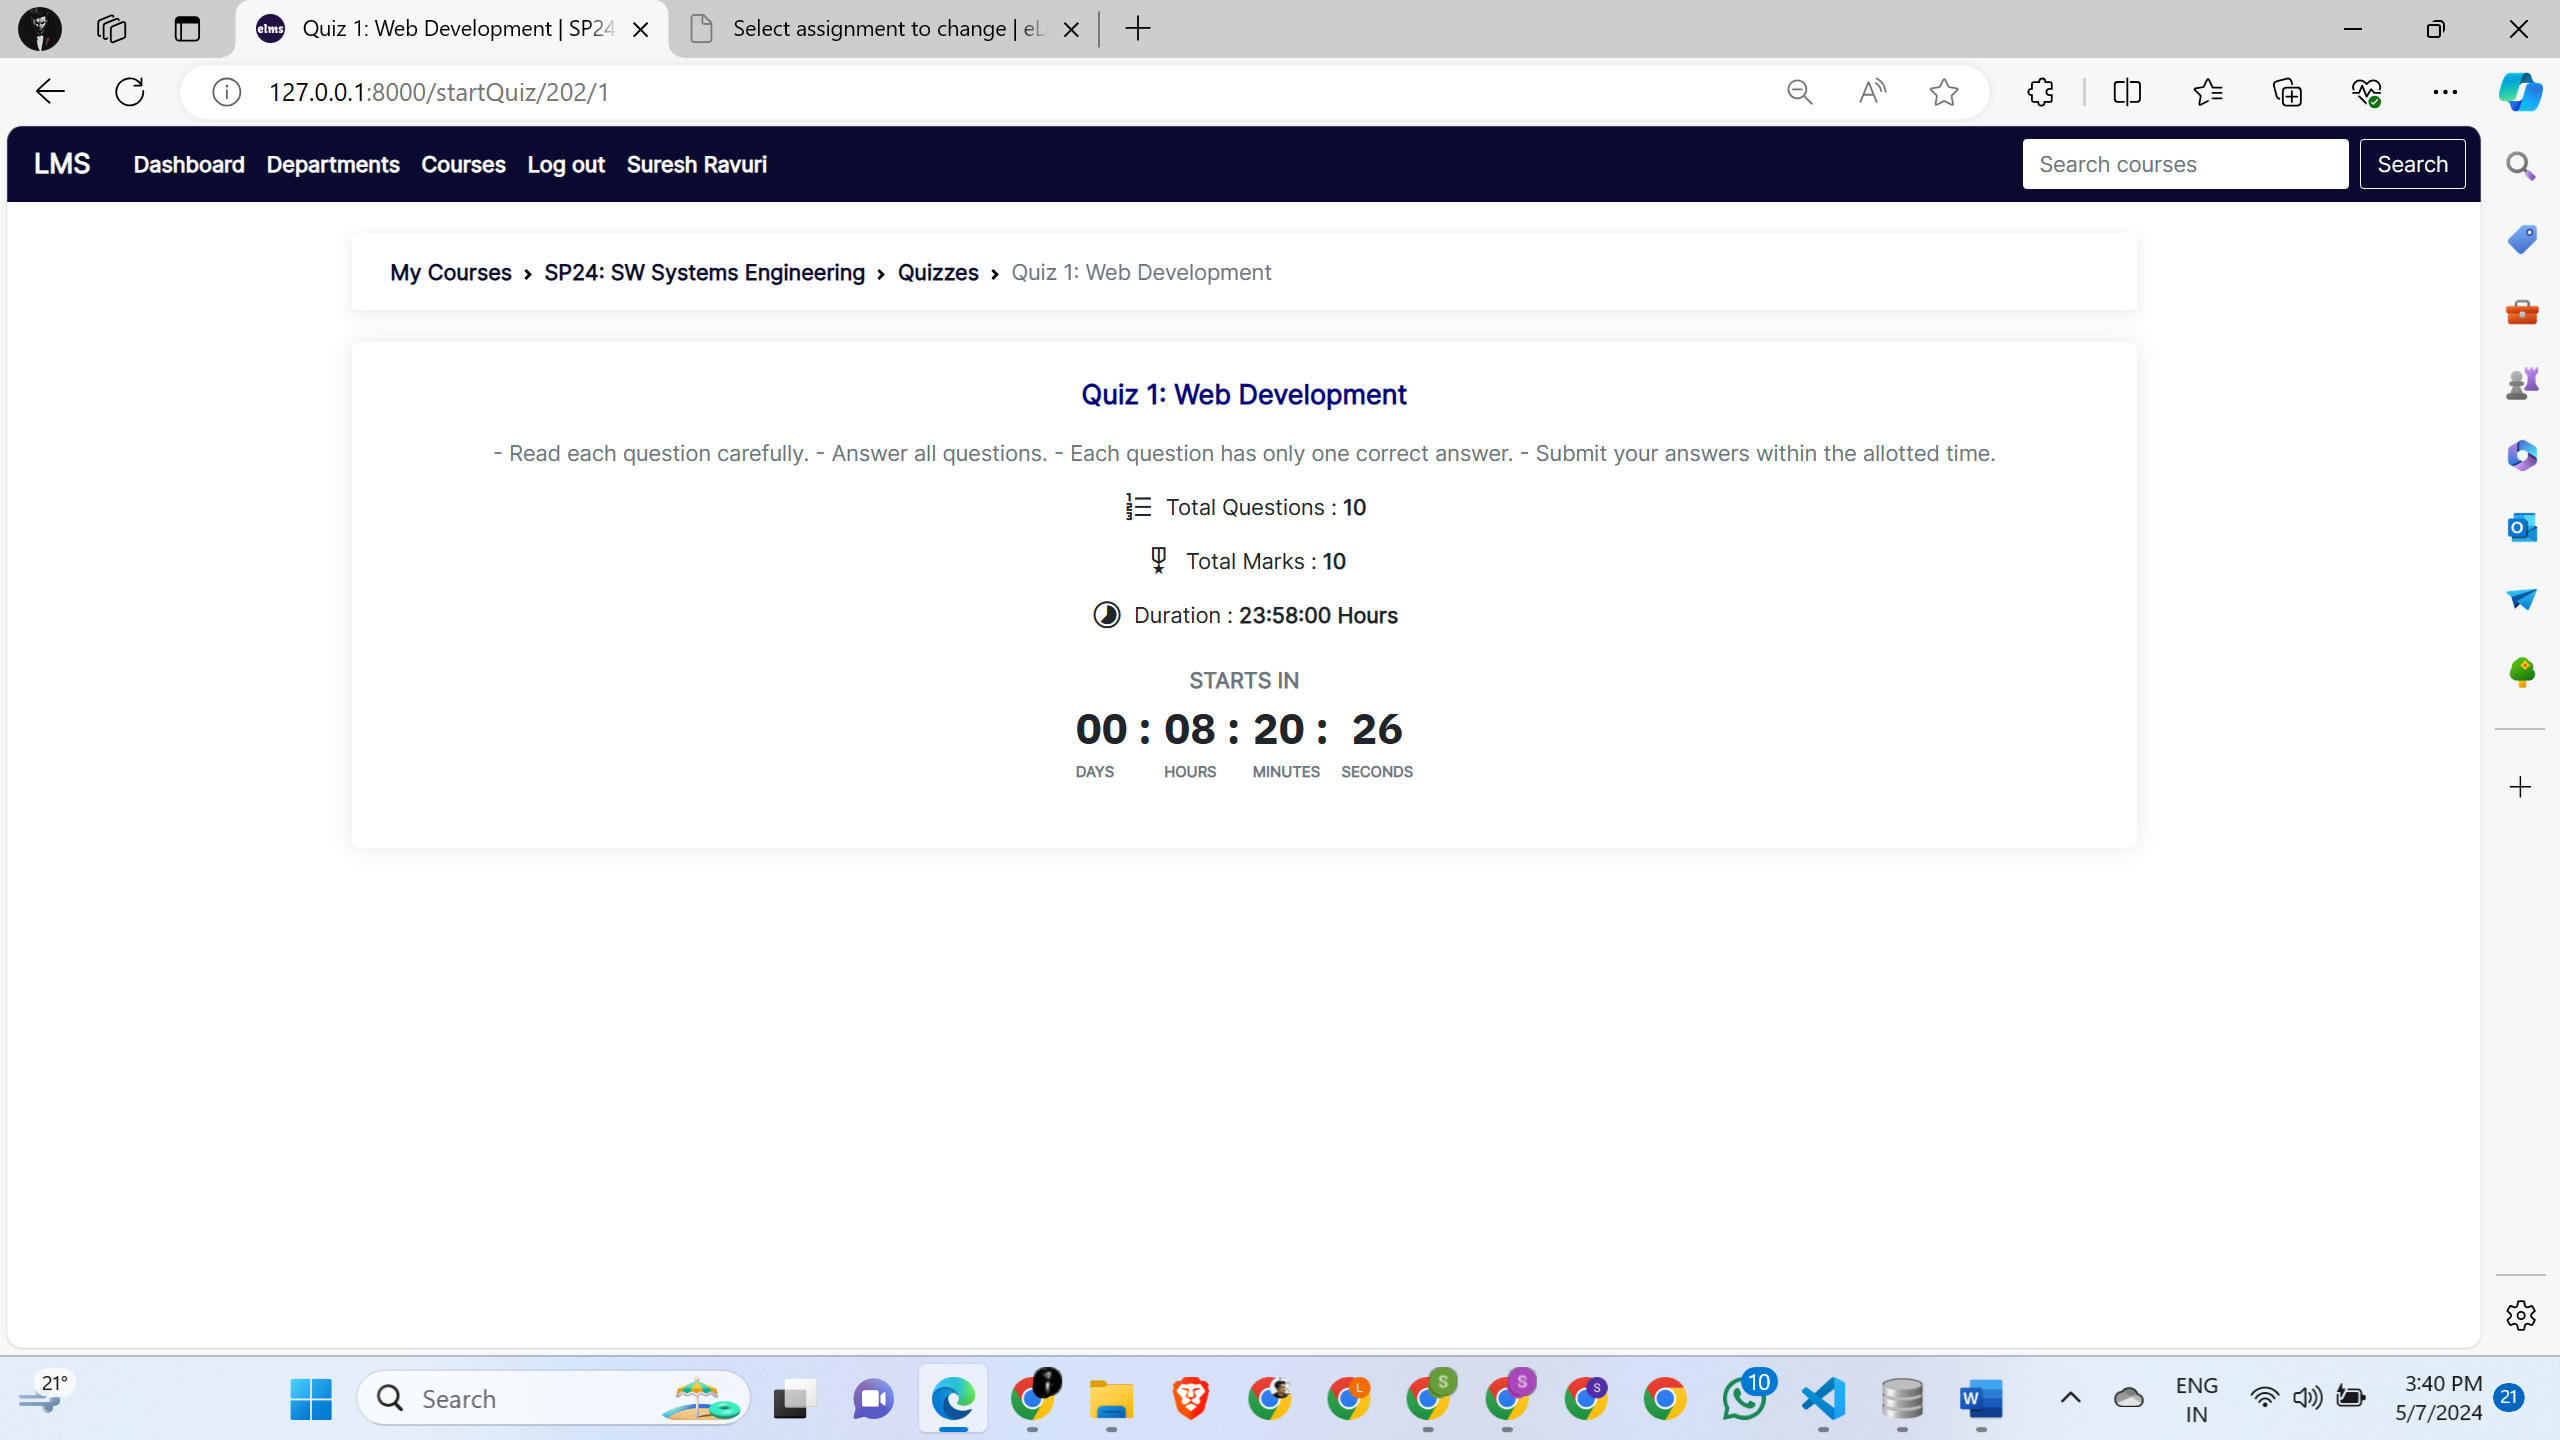 elms Quiz 1: Web Development | SP24 Select assignment to change | eL
127.0.0.1:8000/startQuiz/202/1
LMS Dashboard Departments Courses Log out Suresh Ravuri Search courses Search
My Courses > SP24: SW Systems Engineering > Quizzes > Quiz 1: Web Development
Quiz 1: Web Development
- Read each question carefully. - Answer all questions. - Each question has only one correct answer. - Submit your answers within the allotted time.
Total Questions : 10
Total Marks : 10
Duration : 23:58:00 Hours
STARTS IN
00 : 08 : 20 : 26
DAYS HOURS MINUTES SECONDS
21° Search L S S S 10 W ENG 3:40 PM 21
IN 5/7/2024